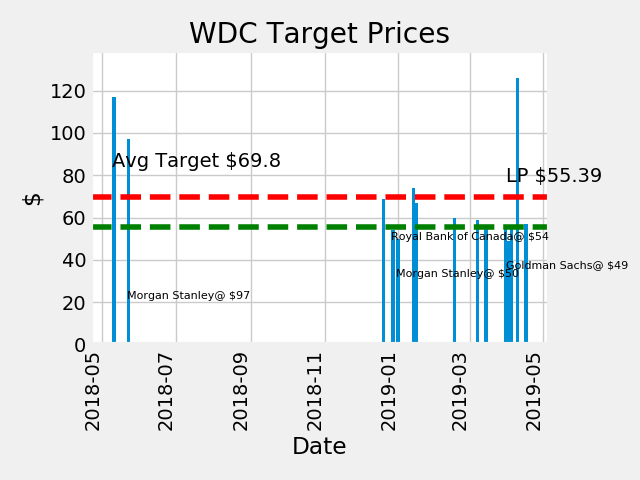 WDC Target Prices
120
100
80
60
40
20
0
$
Avg Target $69.8
LP $55.39
Royal Bank of Canada@ $54
Goldman Sachs@ $49
Morgan Stanley@ $50
Morgan Stanley@ $97
2018-05
2018-07
2018-09
2018-11
2019-01
2019-03
2019-05
Date